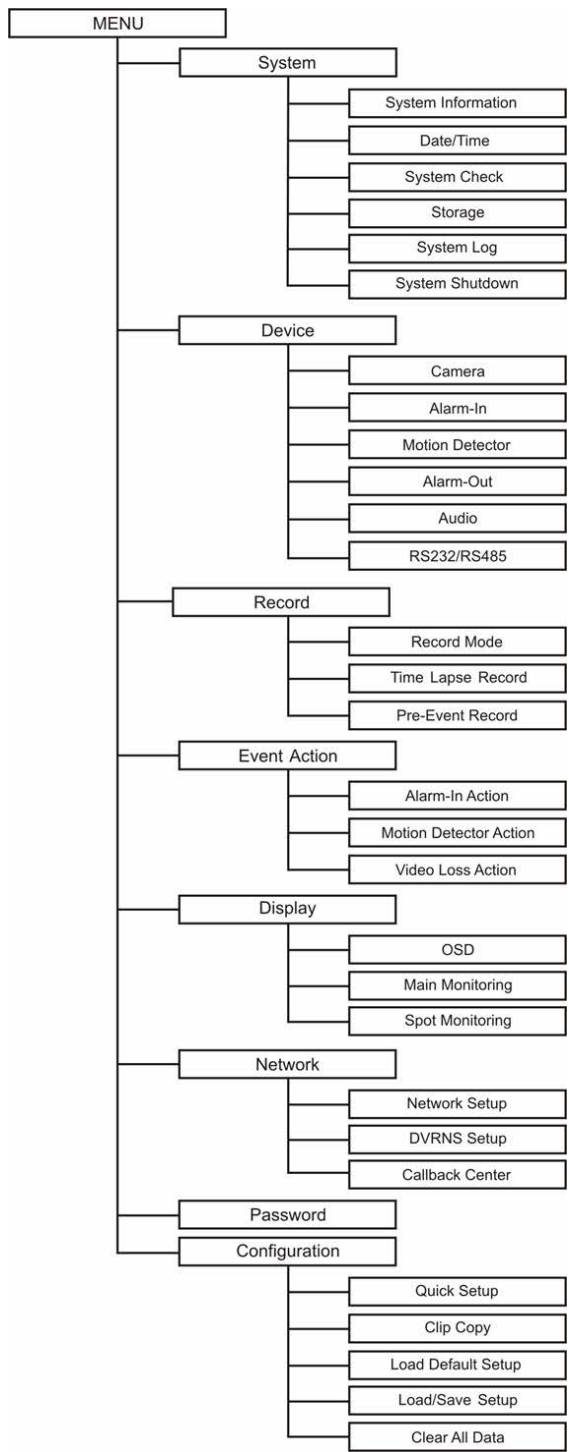 MENU
System
System Information
Date/Time
System Check
Storage
System Log
System Shutdown
Device
Camera
Alarm-In
Motion Detector
Alarm-Out
Audio
RS232/RS485
Record
Record Mode
Time Lapse Record
Pre-Event Record
Event Action
Alarm-In Action
Motion Detector Action
Video Loss Action
Display
OSD
Main Monitoring
Spot Monitoring
Network
Network Setup
DVRNS Setup
Callback Center
Password
Configuration
Quick Setup
Clip Copy
Load Default Setup
Load/Save Setup
Clear All Data